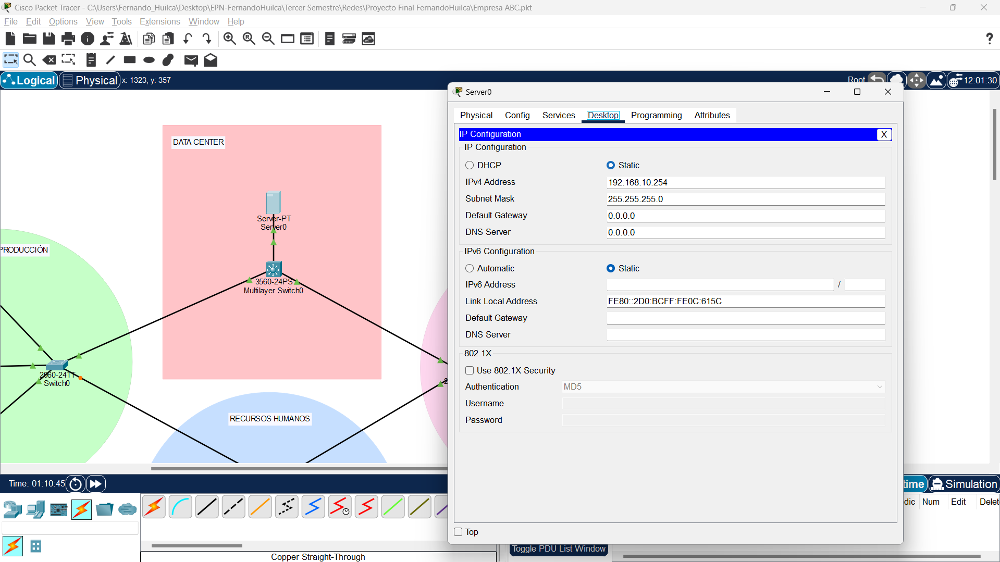 Cisco Packet Tracer - C:\Users\Fernando_Huilca\Desktop\EPN-FernandoHuilca\Tercer Semestre\Redes\Proyecto Final FernandoHuilca\Empresa ABC.pkt
File Edit Options View Tools Extensions Window Help
Logical Physical x: 1323, y: 357
Root 12:01:30
DATA CENTER
Server-PT
Server0
3560-24PS
Multilayer Switch0
PRODUCCIÓN
2960-24TT
Switch0
RECURSOS HUMANOS
Server0
Physical Config Services Desktop Programming Attributes
IP Configuration X
IP Configuration
DHCP Static
IPv4 Address 192.168.10.254
Subnet Mask 255.255.255.0
Default Gateway 0.0.0.0
DNS Server 0.0.0.0
IPv6 Configuration
Automatic Static
IPv6 Address /
Link Local Address FE80::2D0:BCFF:FE0C:615C
Default Gateway
DNS Server
802.1X
Use 802.1X Security
Authentication MD5
Username
Password
Top
Time: 01:10:45
time Simulation
dic Num Edit Delet
Copper Straight-Through
Toggle PDU List Window